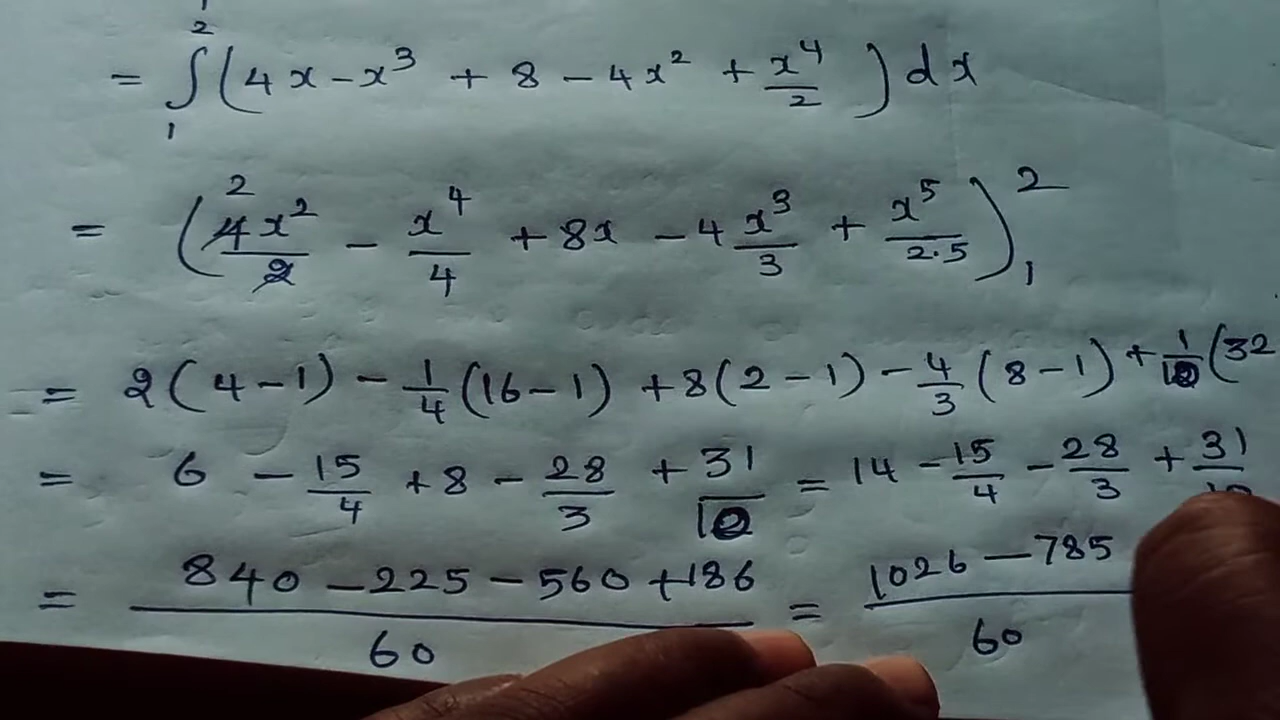 = ∫₁² (4x − x³ + 8 − 4x² + x⁴/2) dx
= (4x²/2 − x⁴/4 + 8x − 4 x³/3 + x⁵/2·5)₁²
= 2(4−1) − 1/4(16−1) + 8(2−1) − 4/3(8−1) + 1/10(32
= 6 − 15/4 + 8 − 28/3 + 31/10 = 14 − 15/4 − 28/3 + 31/10
= 840 − 225 − 560 + 186/60 = 1026 − 785/60